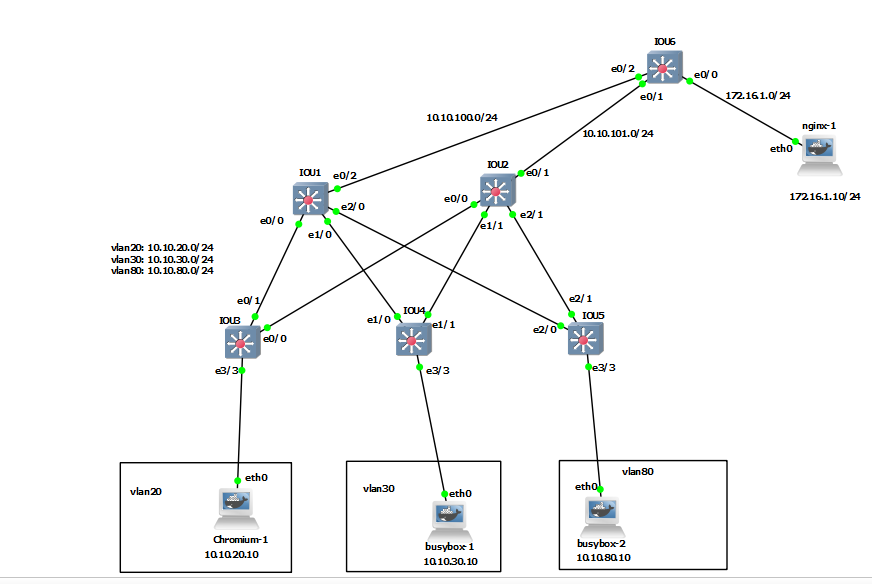 IOU6
e0/2
e0/0
e0/1
172.16.1.0/24
10.10.100.0/24
10.10.101.0/24
nginx-1
eth0
172.16.1.10/24
IOU1
e0/2
IOU2
e0/1
e0/0
e2/0
e0/0
e1/0
e1/1
e2/1
vlan20: 10.10.20.0/24
vlan30: 10.10.30.0/24
vlan80: 10.10.80.0/24
e0/1
e2/1
IOU3
e1/0
IOU4
e1/1
IOU5
e0/0
e2/0
e3/3
e3/3
e3/3
vlan20
eth0
Chromium-1
10.10.20.10
vlan30
eth0
busybox-1
10.10.30.10
vlan80
eth0
busybox-2
10.10.80.10